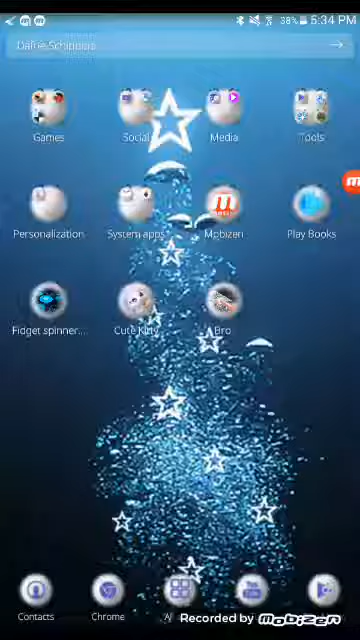 38% 5:34 PM
Games Social Media Tools
Personalization System apps Mobizen Play Books
Fidget spinner... Cute Kitty Bro
Contacts Chrome
Recorded by mobizen